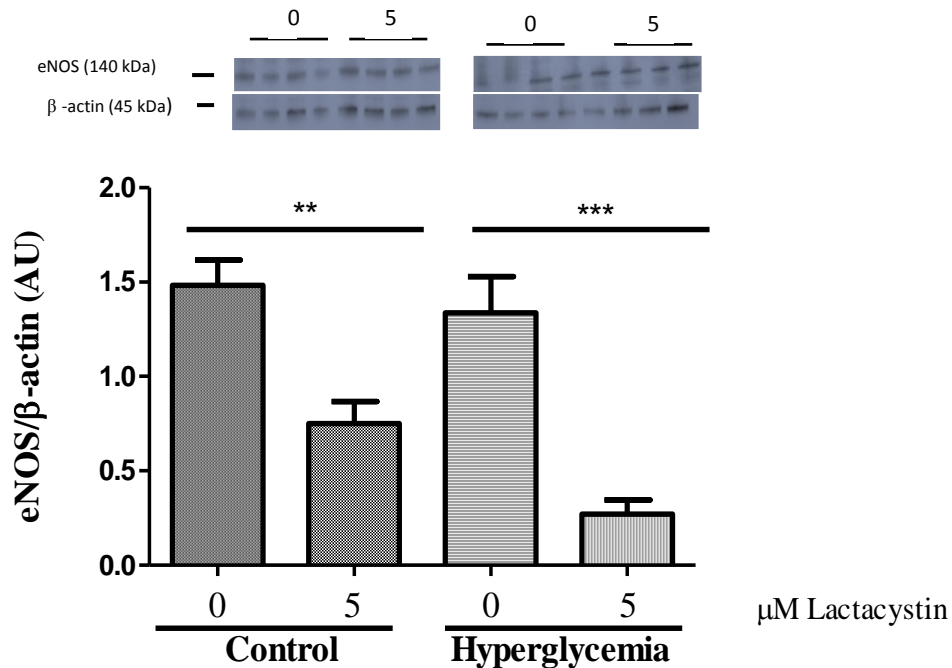 0 5 0 5
eNOS (140 kDa)
β -actin (45 kDa)
eNOS/β-actin (AU)
2.0
1.5
1.0
0.5
0.0
** ***
0 5 0 5 μM Lactacystin
Control Hyperglycemia